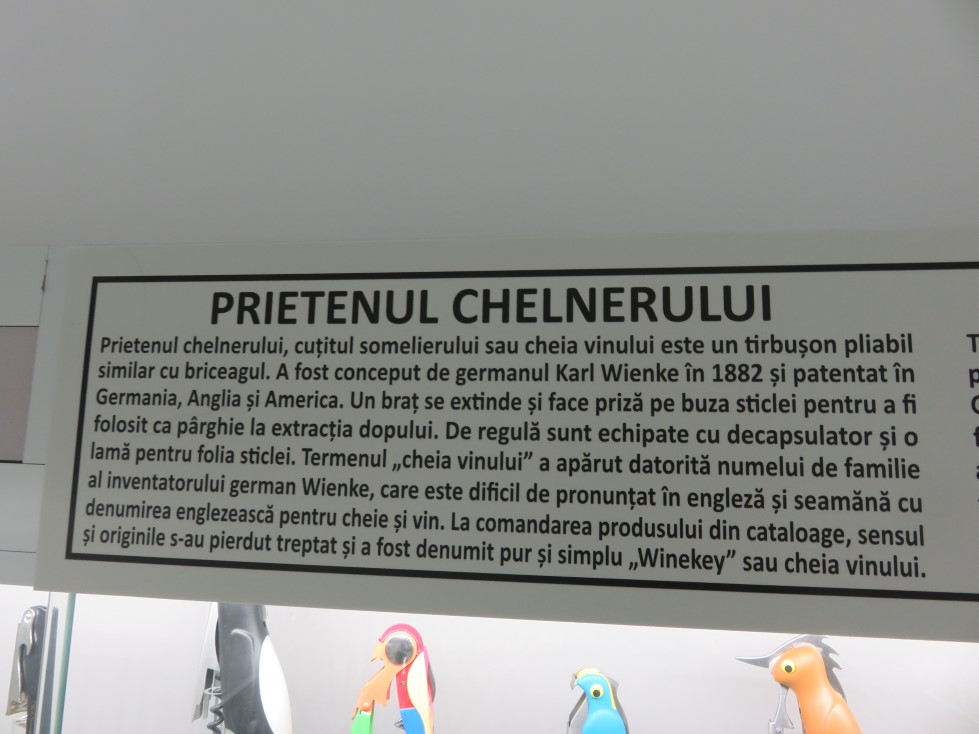 PRIETENUL CHELNERULUI
Prietenul chelnerului, cuțitul somelierului sau cheia vinului este un tirbușon pliabil
similar cu briceagul. A fost conceput de germanul Karl Wienke în 1882 și patentat în
Germania, Anglia și America. Un braț se extinde și face priză pe buza sticlei pentru a fi
folosit ca pârghie la extracția dopului. De regulă sunt echipate cu decapsulator și o
lamă pentru folia sticlei. Termenul „cheia vinului” a apărut datorită numelui de familie
al inventatorului german Wienke, care este dificil de pronunțat în engleză și seamănă cu
denumirea englezească pentru cheie și vin. La comandarea produsului din cataloage, sensul
și originile s-au pierdut treptat și a fost denumit pur și simplu „Winekey” sau cheia vinului.